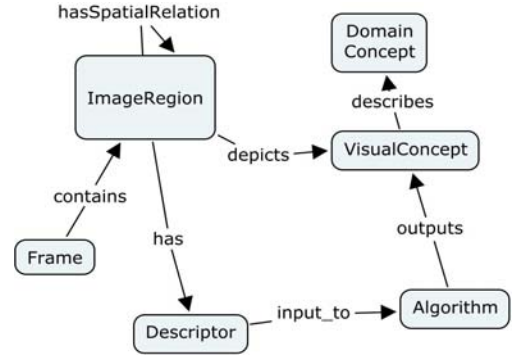 hasSpatialRelation
Domain
Concept
ImageRegion
describes
depicts
VisualConcept
contains
has
outputs
Frame
Descriptor
input_to
Algorithm